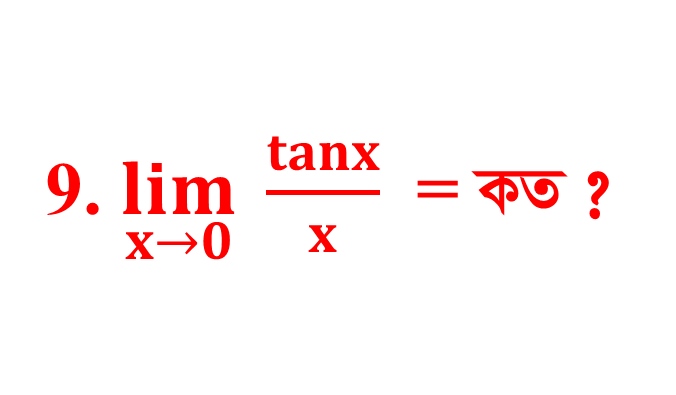 9. lim x→0 tanx/x = কত ?